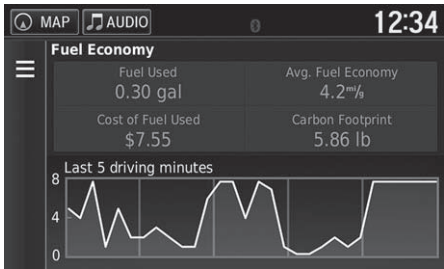 MAP AUDIO 12:34
Fuel Economy
Fuel Used Avg. Fuel Economy
0.30 gal 4.2mi/g
Cost of Fuel Used Carbon Footprint
$7.55 5.86 lb
Last 5 driving minutes
8
4
0